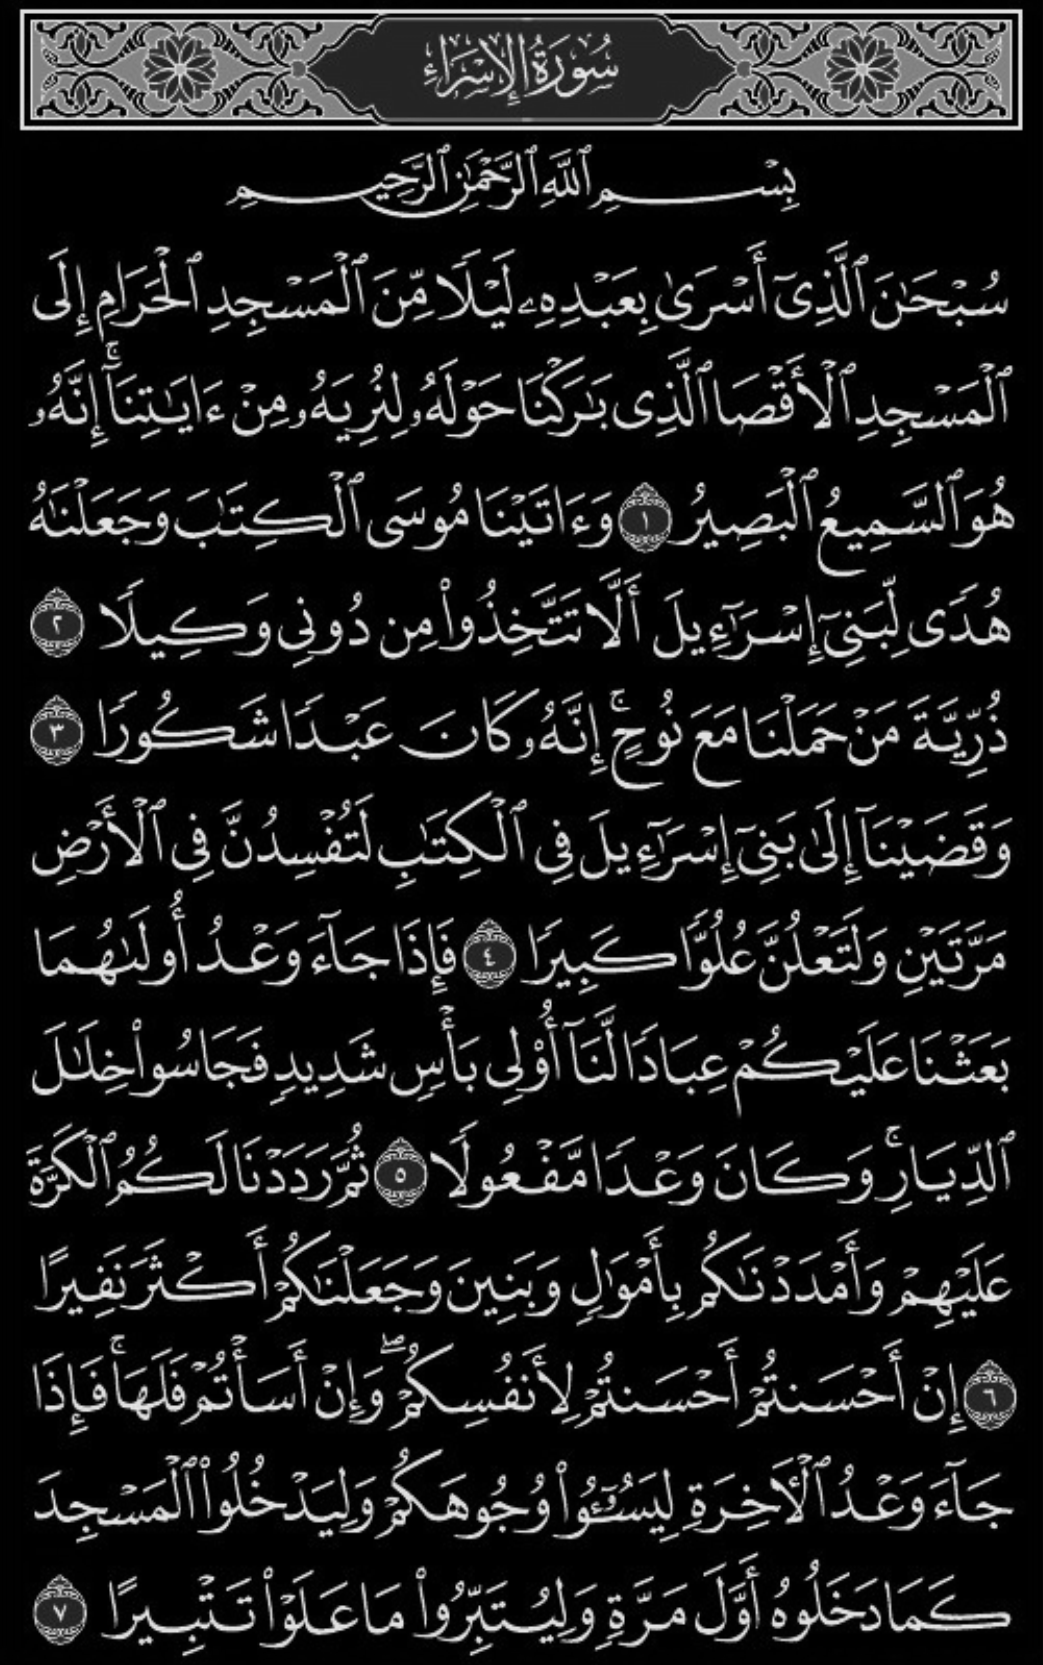 سُورَةُ الإِسْرَاءِ
بِسْمِ ٱللَّهِ ٱلرَّحْمَٰنِ ٱلرَّحِيمِ
سُبْحَٰنَ ٱلَّذِىٓ أَسْرَىٰ بِعَبْدِهِۦ لَيْلًا مِّنَ ٱلْمَسْجِدِ ٱلْحَرَامِ إِلَى
ٱلْمَسْجِدِ ٱلْأَقْصَا ٱلَّذِى بَٰرَكْنَا حَوْلَهُۥ لِنُرِيَهُۥ مِنْ ءَايَٰتِنَآ ۚ إِنَّهُۥ
هُوَ ٱلسَّمِيعُ ٱلْبَصِيرُ ١ وَءَاتَيْنَا مُوسَى ٱلْكِتَٰبَ وَجَعَلْنَٰهُ
هُدًى لِّبَنِىٓ إِسْرَٰٓءِيلَ أَلَّا تَتَّخِذُوا۟ مِن دُونِى وَكِيلًا ٢
ذُرِّيَّةَ مَنْ حَمَلْنَا مَعَ نُوحٍ ۚ إِنَّهُۥ كَانَ عَبْدًا شَكُورًا ٣
وَقَضَيْنَآ إِلَىٰ بَنِىٓ إِسْرَٰٓءِيلَ فِى ٱلْكِتَٰبِ لَتُفْسِدُنَّ فِى ٱلْأَرْضِ
مَرَّتَيْنِ وَلَتَعْلُنَّ عُلُوًّا كَبِيرًا ٤ فَإِذَا جَآءَ وَعْدُ أُولَىٰهُمَا
بَعَثْنَا عَلَيْكُمْ عِبَادًا لَّنَآ أُو۟لِى بَأْسٍ شَدِيدٍ فَجَاسُوا۟ خِلَٰلَ
ٱلدِّيَارِ ۚ وَكَانَ وَعْدًا مَّفْعُولًا ٥ ثُمَّ رَدَدْنَا لَكُمُ ٱلْكَرَّةَ
عَلَيْهِمْ وَأَمْدَدْنَٰكُم بِأَمْوَٰلٍ وَبَنِينَ وَجَعَلْنَٰكُمْ أَكْثَرَ نَفِيرًا
٦ إِنْ أَحْسَنتُمْ أَحْسَنتُمْ لِأَنفُسِكُمْ ۖ وَإِنْ أَسَأْتُمْ فَلَهَا ۚ فَإِذَا
جَآءَ وَعْدُ ٱلْـَٔاخِرَةِ لِيَسُـۥٓـُٔوا۟ وُجُوهَكُمْ وَلِيَدْخُلُوا۟ ٱلْمَسْجِدَ
كَمَا دَخَلُوهُ أَوَّلَ مَرَّةٍ وَلِيُتَبِّرُوا۟ مَا عَلَوْا۟ تَتْبِيرًا ٧